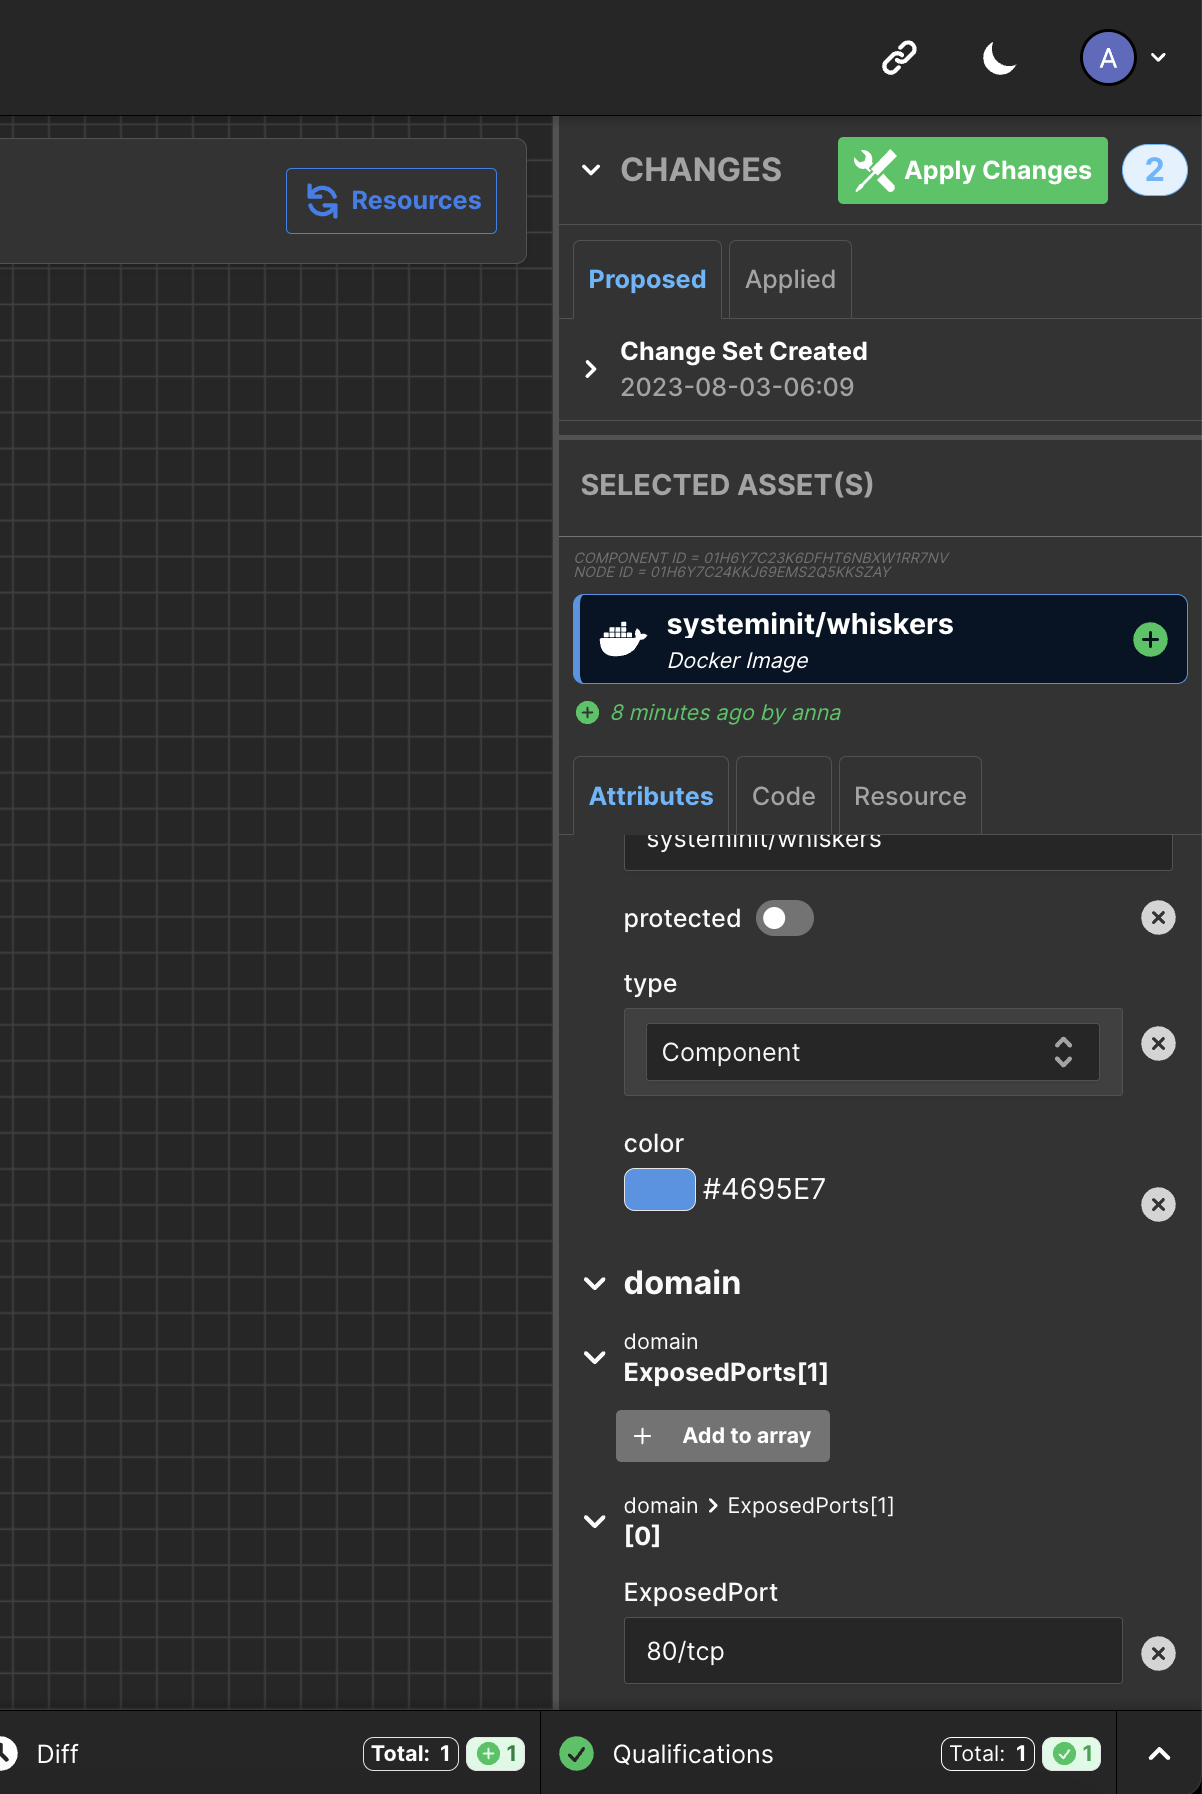 A
Resources
CHANGES
Apply Changes
2
Proposed
Applied
Change Set Created
2023-08-03-06:09
SELECTED ASSET(S)
COMPONENT ID = 01H6Y7C23K6DFHT6NBXW1RR7NV
NODE ID = 01H6Y7C24KKJ69EMS2Q5KKSZAY
systeminit/whiskers
Docker Image
8 minutes ago by anna
Attributes
Code
Resource
systeminit/whiskers
protected
type
Component
color
#4695E7
domain
domain
ExposedPorts[1]
+ Add to array
domain > ExposedPorts[1]
[0]
ExposedPort
80/tcp
Diff
Total: 1
1
Qualifications
Total: 1
1